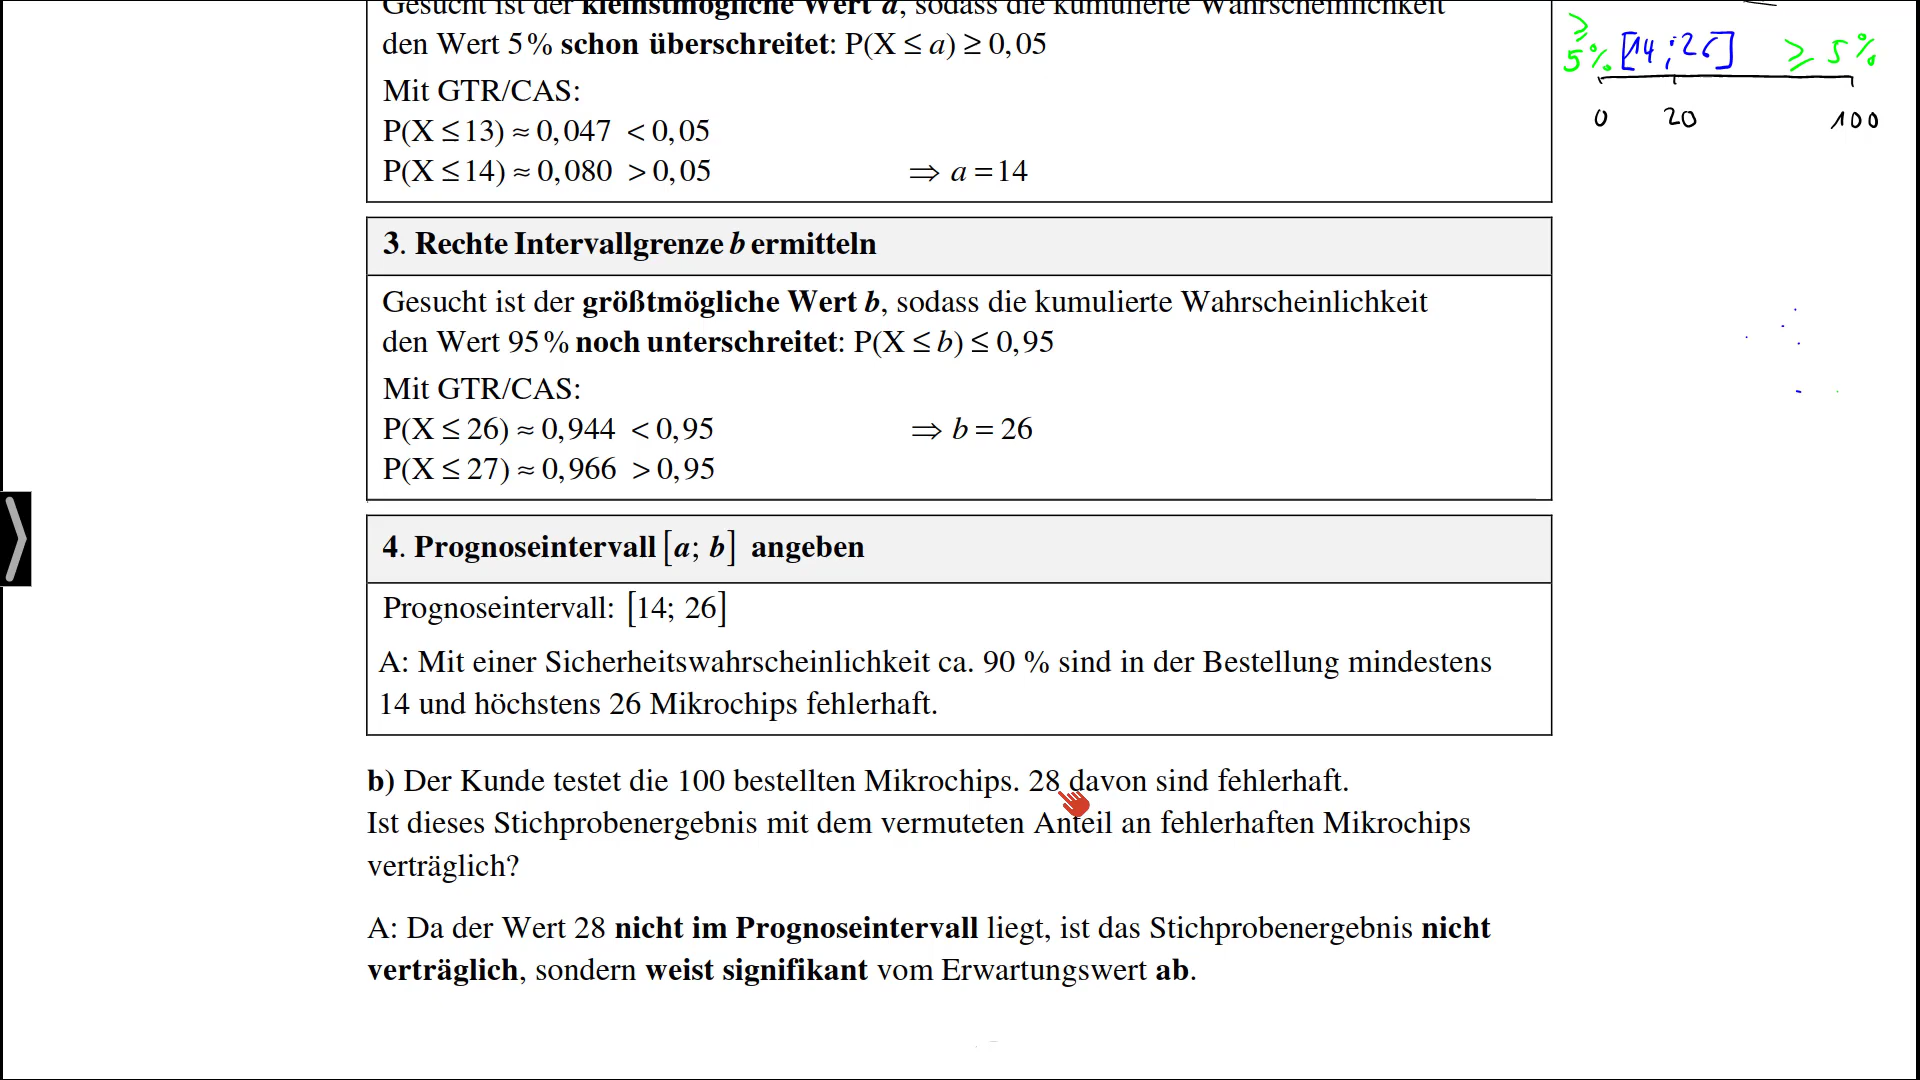 Gesucht ist der kleinstmögliche Wert a, sodass die kumulierte Wahrscheinlichkeit
den Wert 5% schon überschreitet: P(X ≤ a) ≥ 0,05
Mit GTR/CAS:
P(X ≤ 13) ≈ 0,047 < 0,05
P(X ≤ 14) ≈ 0,080 > 0,05 ⇒ a = 14
3. Rechte Intervallgrenze b ermitteln
Gesucht ist der größtmögliche Wert b, sodass die kumulierte Wahrscheinlichkeit
den Wert 95% noch unterschreitet: P(X ≤ b) ≤ 0,95
Mit GTR/CAS:
P(X ≤ 26) ≈ 0,944 < 0,95 ⇒ b = 26
P(X ≤ 27) ≈ 0,966 > 0,95
4. Prognoseintervall [a; b] angeben
Prognoseintervall: [14; 26]
A: Mit einer Sicherheitswahrscheinlichkeit ca. 90 % sind in der Bestellung mindestens
14 und höchstens 26 Mikrochips fehlerhaft.
b) Der Kunde testet die 100 bestellten Mikrochips. 28 davon sind fehlerhaft.
Ist dieses Stichprobenergebnis mit dem vermuteten Anteil an fehlerhaften Mikrochips
verträglich?
A: Da der Wert 28 nicht im Prognoseintervall liegt, ist das Stichprobenergebnis nicht
verträglich, sondern weist signifikant vom Erwartungswert ab.
≥
5% [14;26] ≥ 5%
0 20 100